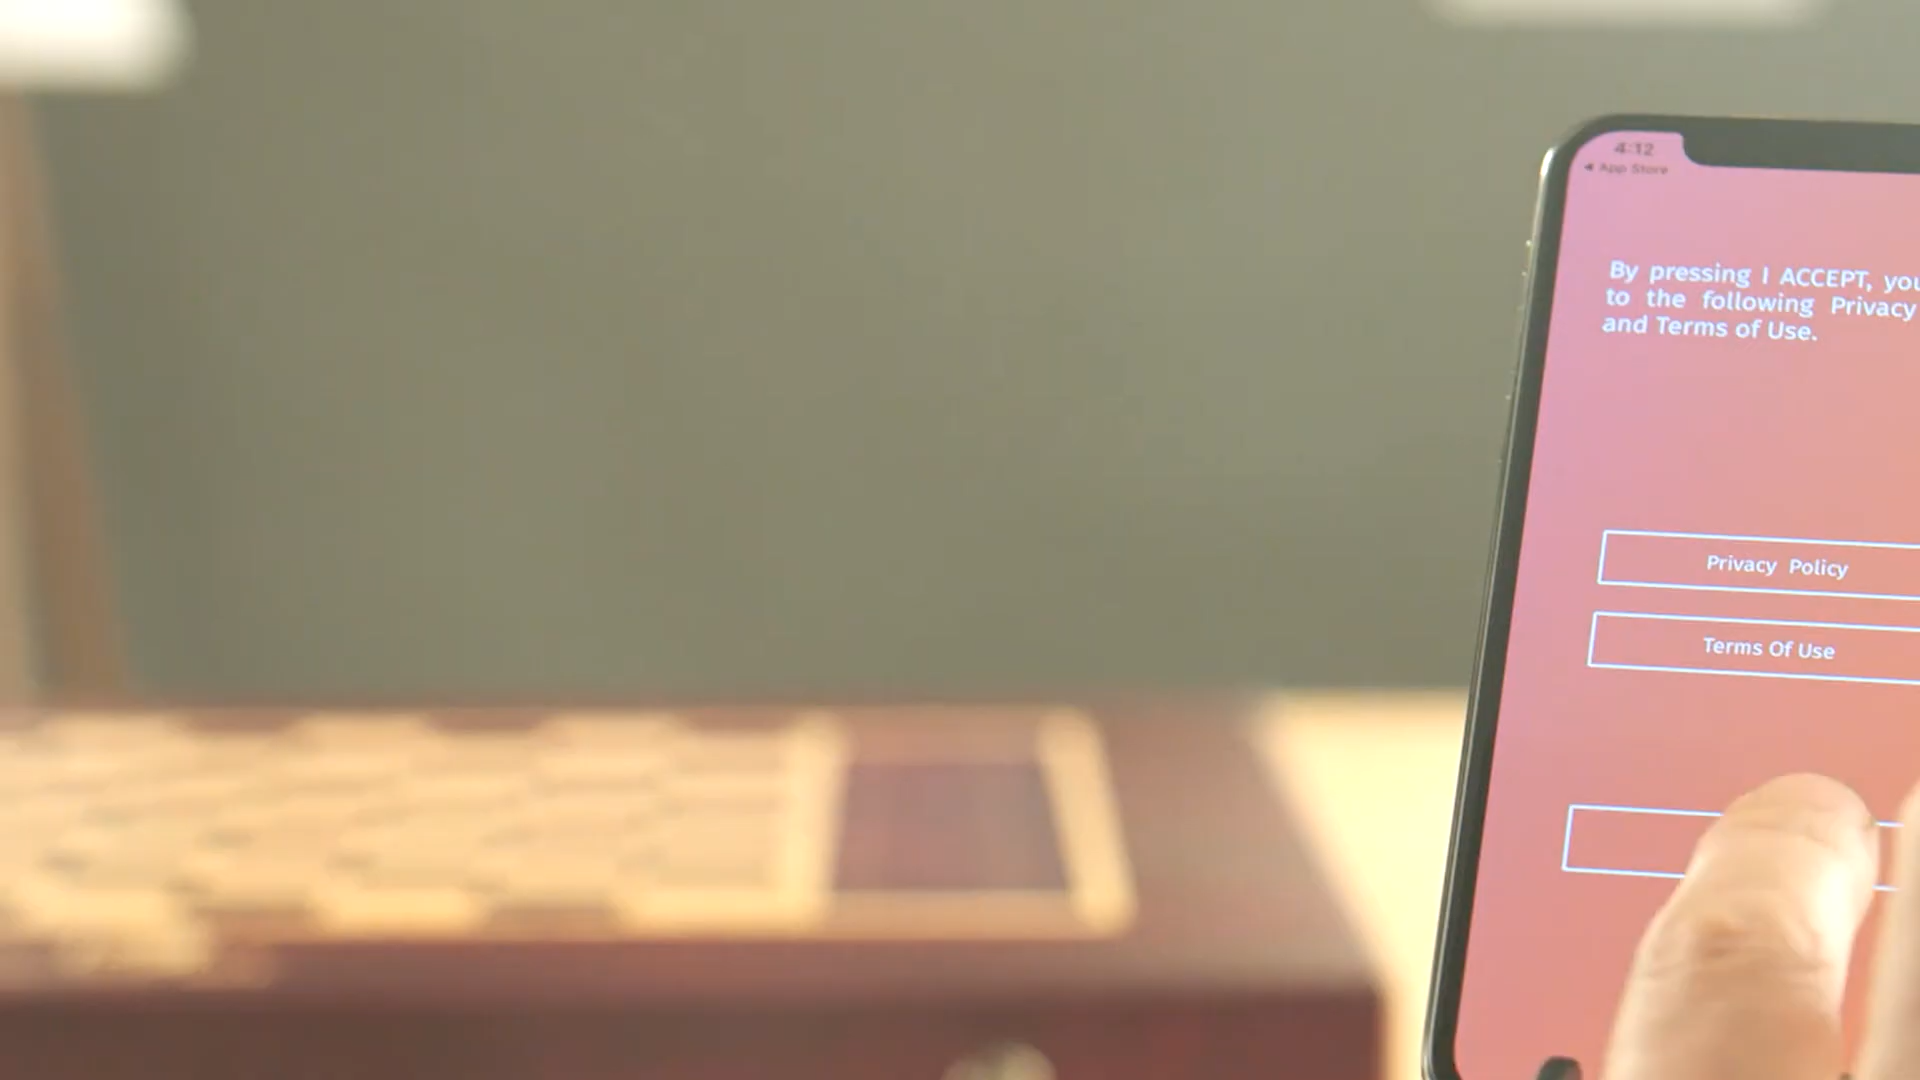 4:12
◀ App Store
By pressing I ACCEPT, you
to the following Privacy
and Terms of Use.
Privacy Policy
Terms Of Use